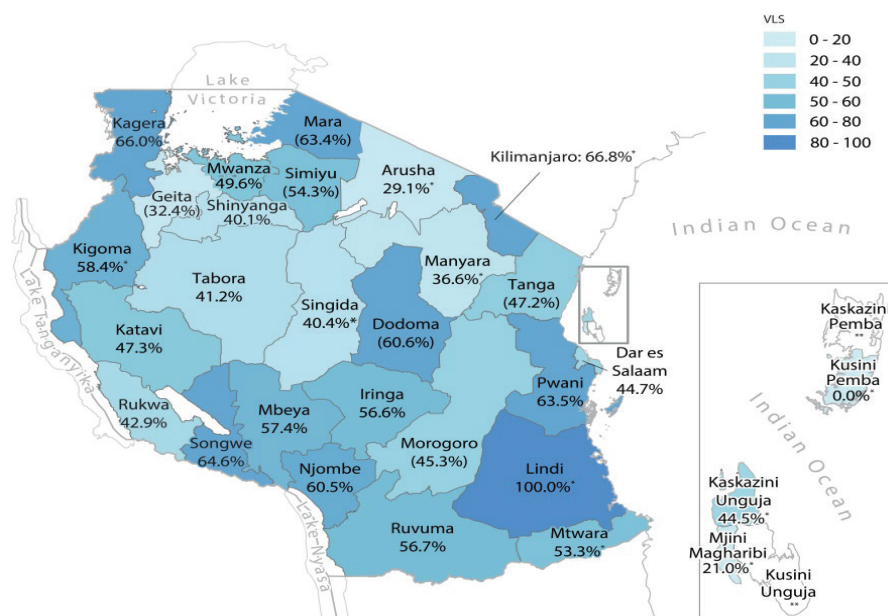 VLS
0 - 20
20 - 40
40 - 50
50 - 60
60 - 80
80 - 100
Lake
Victoria
Kagera
66.0%*
Mara
(63.4%)
Kilimanjaro: 66.8%*
Mwanza
49.6%
Simiyu
(54.3%)
Arusha
29.1%*
Geita
(32.4%)
Shinyanga
40.1%
Indian Ocean
Kigoma
58.4%*
Manyara
36.6%*
Tabora
41.2%
Tanga
(47.2%)
Singida
40.4%*
Lake Tanganyika
Katavi
47.3%
Dodoma
(60.6%)
Dar es
Salaam
44.7%
Pwani
63.5%
Rukwa
42.9%
Mbeya
57.4%
Iringa
56.6%
Songwe
64.6%
Morogoro
(45.3%)
Njombe
60.5%
Lindi
100.0%*
Lake Nyasa
Ruvuma
56.7%
Mtwara
53.3%*
Kaskazini
Pemba
**
Kusini
Pemba
0.0%*
Indian Ocean
Kaskazini
Unguja
44.5%*
Mjini
Magharibi
21.0%*
Kusini
Unguja
**